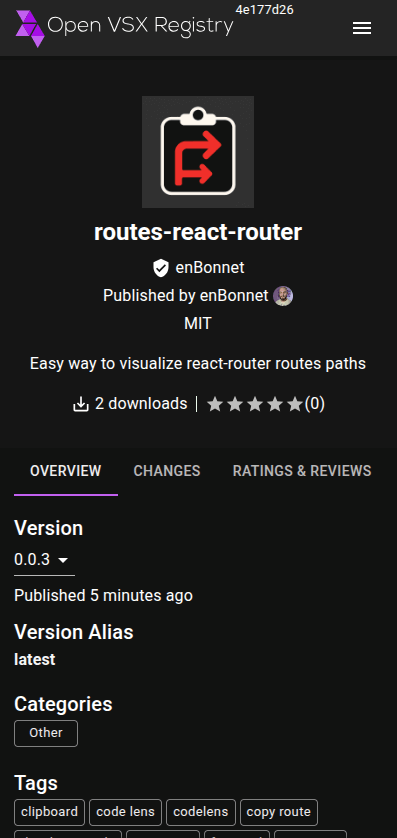 Open VSX Registry 4e177d26
routes-react-router
enBonnet
Published by enBonnet
MIT
Easy way to visualize react-router routes paths
2 downloads | (0)
OVERVIEW CHANGES RATINGS & REVIEWS
Version
0.0.3
Published 5 minutes ago
Version Alias
latest
Categories
Other
Tags
clipboard code lens codelens copy route